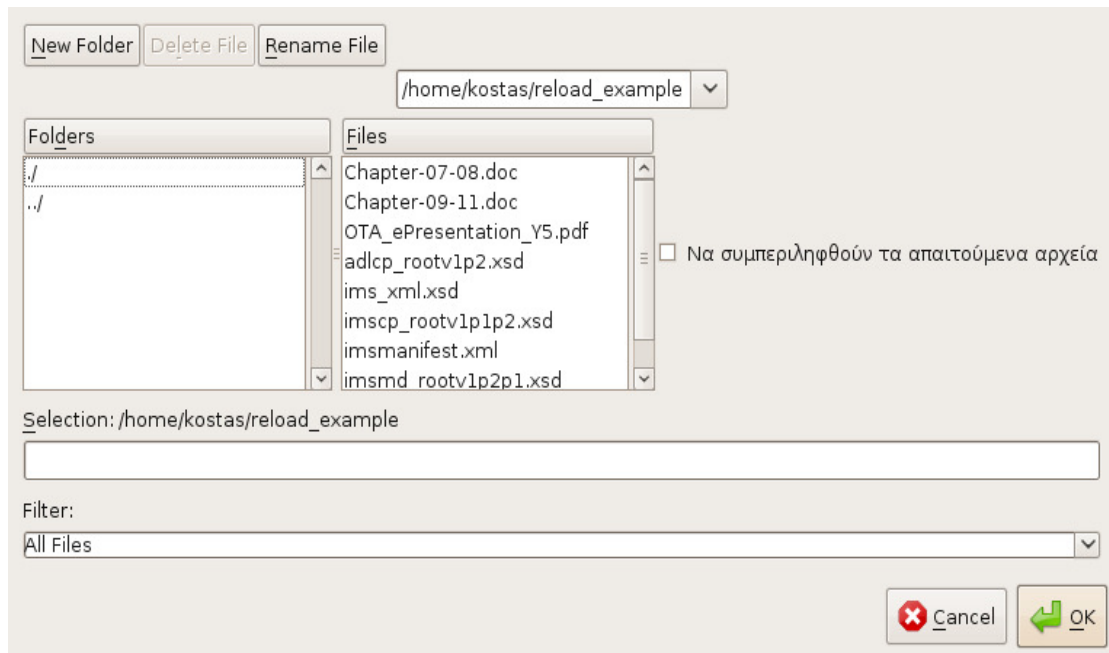 New Folder Delete File Rename File
/home/kostas/reload_example
Folders
./
../
Files
Chapter-07-08.doc
Chapter-09-11.doc
OTA_ePresentation_Y5.pdf
adlcp_rootv1p2.xsd
ims_xml.xsd
imscp_rootv1p1p2.xsd
imsmanifest.xml
imsmd_rootv1p2p1.xsd
Να συμπεριληφθούν τα απαιτούμενα αρχεία
Selection: /home/kostas/reload_example
Filter:
All Files
Cancel OK